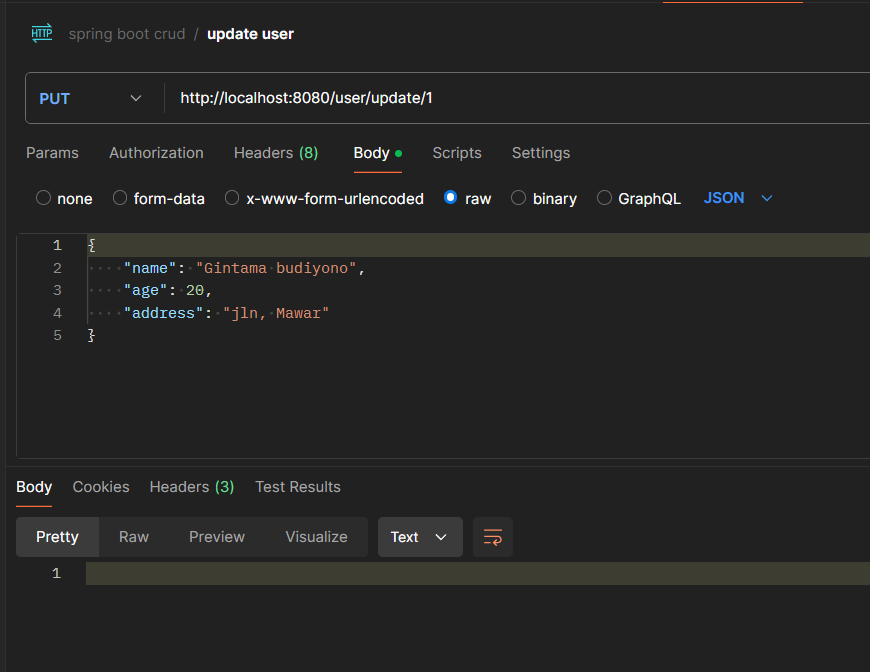 HTTP spring boot crud / update user
PUT http://localhost:8080/user/update/1
Params Authorization Headers (8) Body Scripts Settings
none form-data x-www-form-urlencoded raw binary GraphQL JSON
1 {
2 "name": "Gintama budiyono",
3 "age": 20,
4 "address": "jln, Mawar"
5 }
Body Cookies Headers (3) Test Results
Pretty Raw Preview Visualize Text
1